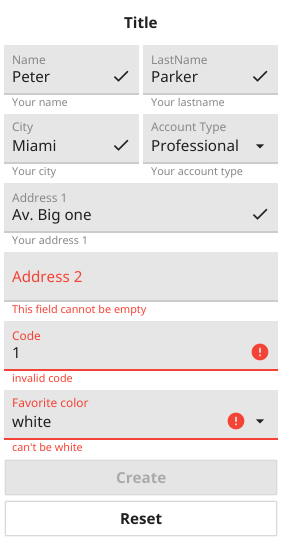 Title
Name LastName
Peter Parker
Your name Your lastname
City Account Type
Miami Professional
Your city Your account type
Address 1
Av. Big one
Your address 1
Address 2
This field cannot be empty
Code
1
invalid code
Favorite color
white
can't be white
Create
Reset